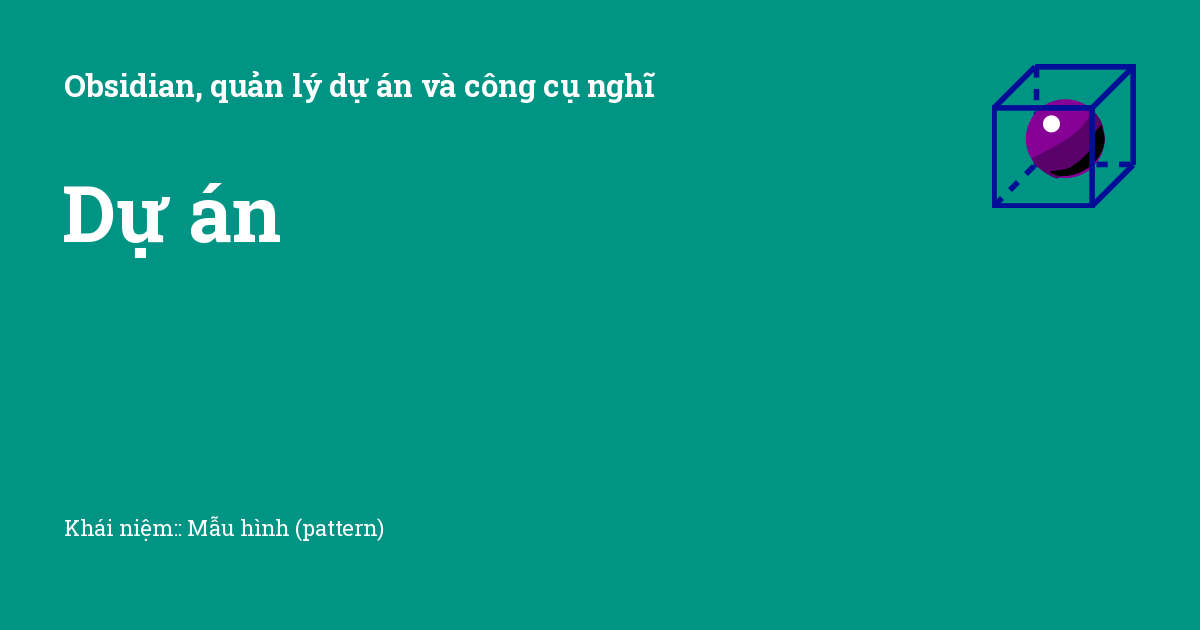 Obsidian, quản lý dự án và công cụ nghĩ
Dự án
Khái niệm:: Mẫu hình (pattern)